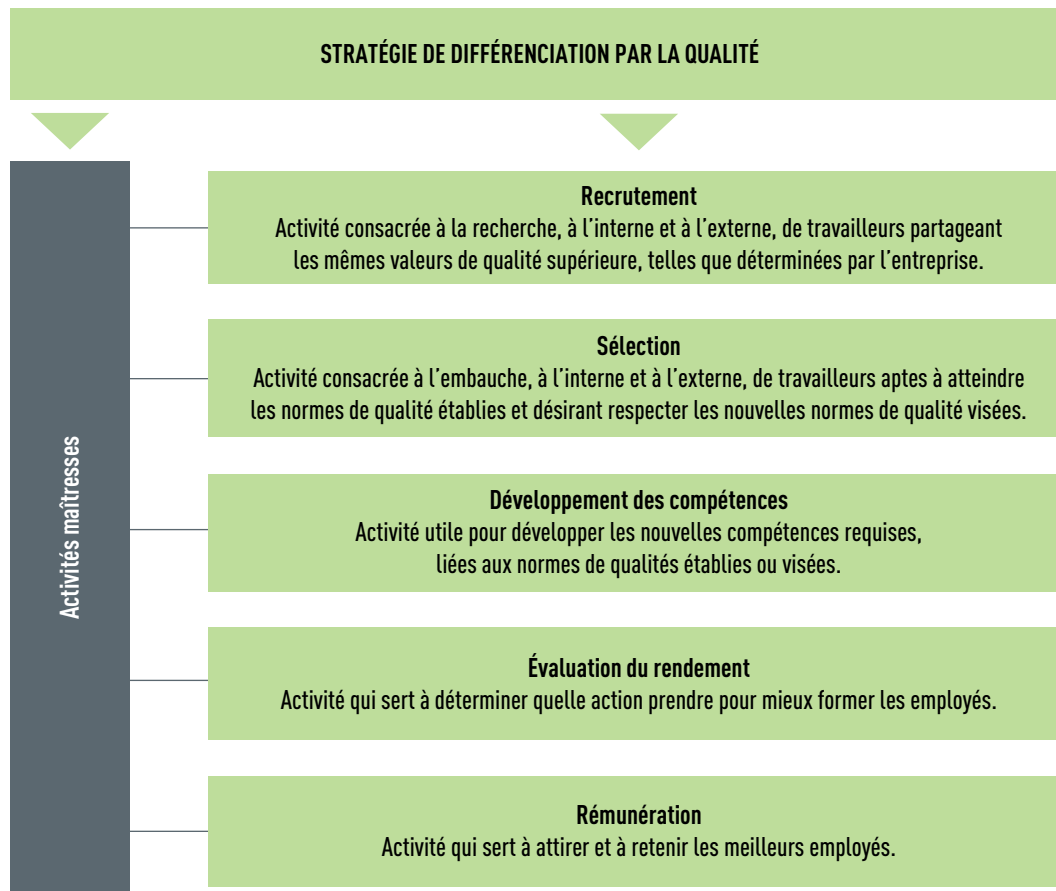 STRATÉGIE DE DIFFÉRENCIATION PAR LA QUALITÉ
Activités maîtresses
Recrutement
Activité consacrée à la recherche, à l'interne et à l'externe, de travailleurs partageant
les mêmes valeurs de qualité supérieure, telles que déterminées par l'entreprise.
Sélection
Activité consacrée à l'embauche, à l'interne et à l'externe, de travailleurs aptes à atteindre
les normes de qualité établies et désirant respecter les nouvelles normes de qualité visées.
Développement des compétences
Activité utile pour développer les nouvelles compétences requises,
liées aux normes de qualités établies ou visées.
Évaluation du rendement
Activité qui sert à déterminer quelle action prendre pour mieux former les employés.
Rémunération
Activité qui sert à attirer et à retenir les meilleurs employés.